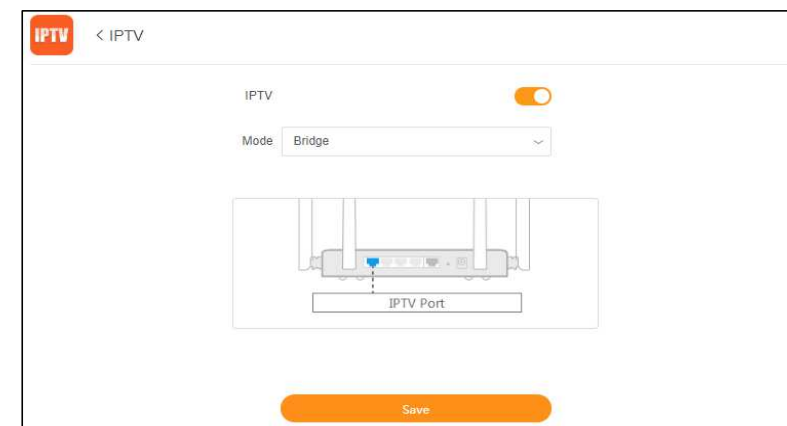 IPTV < IPTV
IPTV
Mode Bridge
IPTV Port
Save